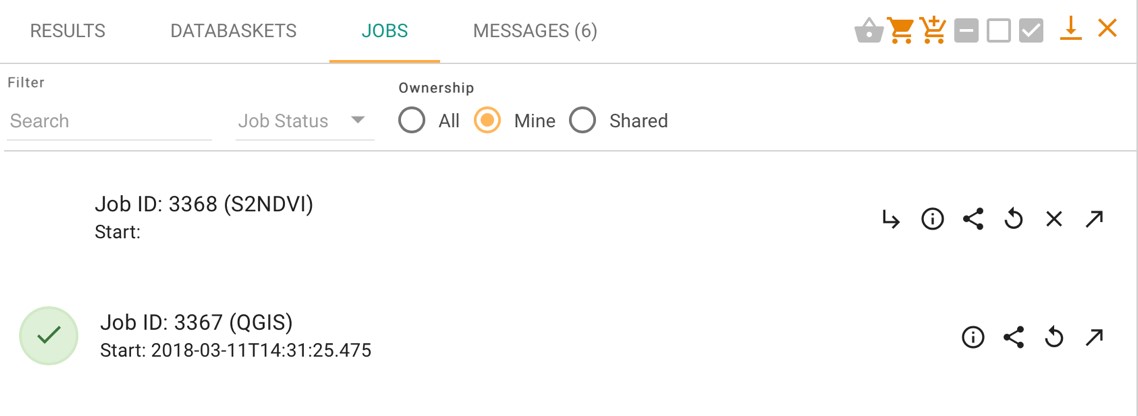 RESULTS DATABASKETS JOBS MESSAGES (6)
Filter
Ownership
Search Job Status All Mine Shared
Job ID: 3368 (S2NDVI)
Start:
Job ID: 3367 (QGIS)
Start: 2018-03-11T14:31:25.475